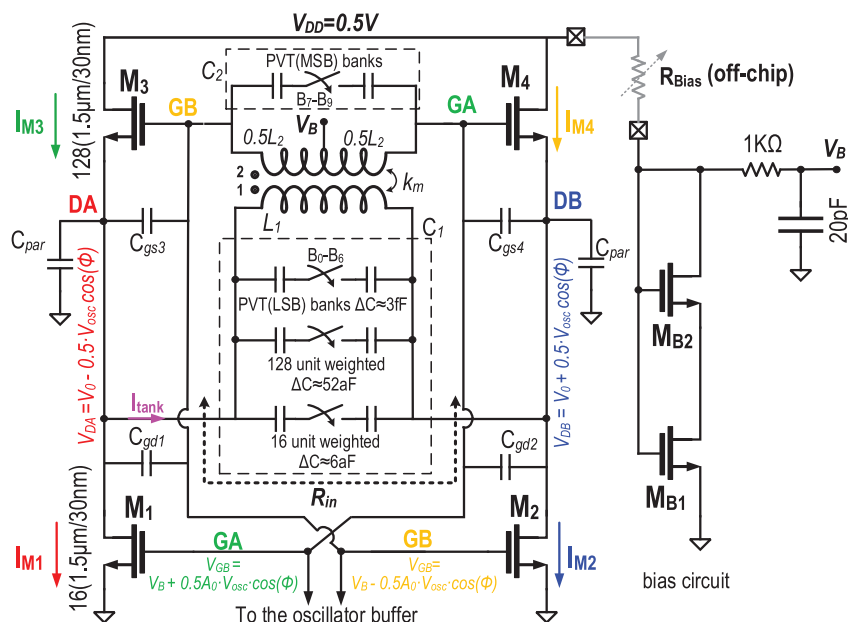 V_DD=0.5V
C_2
PVT(MSB) banks
B_7–B_9
R_Bias (off-chip)
M_3
M_4
GB
GA
I_M3
I_M4
128(1.5μm/30nm)
V_B
0.5L_2
0.5L_2
2
1
k_m
1KΩ
V_B
20pF
DA
DB
L_1
C_1
C_par
C_gs3
C_gs4
C_par
B_0–B_6
PVT(LSB) banks ΔC≈3fF
128 unit weighted
ΔC≈52aF
16 unit weighted
ΔC≈6aF
V_DA = V_0 - 0.5·V_osc cos(Φ)
V_DB = V_0 + 0.5·V_osc cos(Φ)
I_tank
C_gd1
C_gd2
R_in
M_B2
M_B1
M_1
M_2
I_M1
I_M2
16(1.5μm/30nm)
GA
GB
V_GB=
V_B+ 0.5A_0·V_osc·cos(Φ)
V_GB=
V_B- 0.5A_0·V_osc·cos(Φ)
To the oscillator buffer
bias circuit